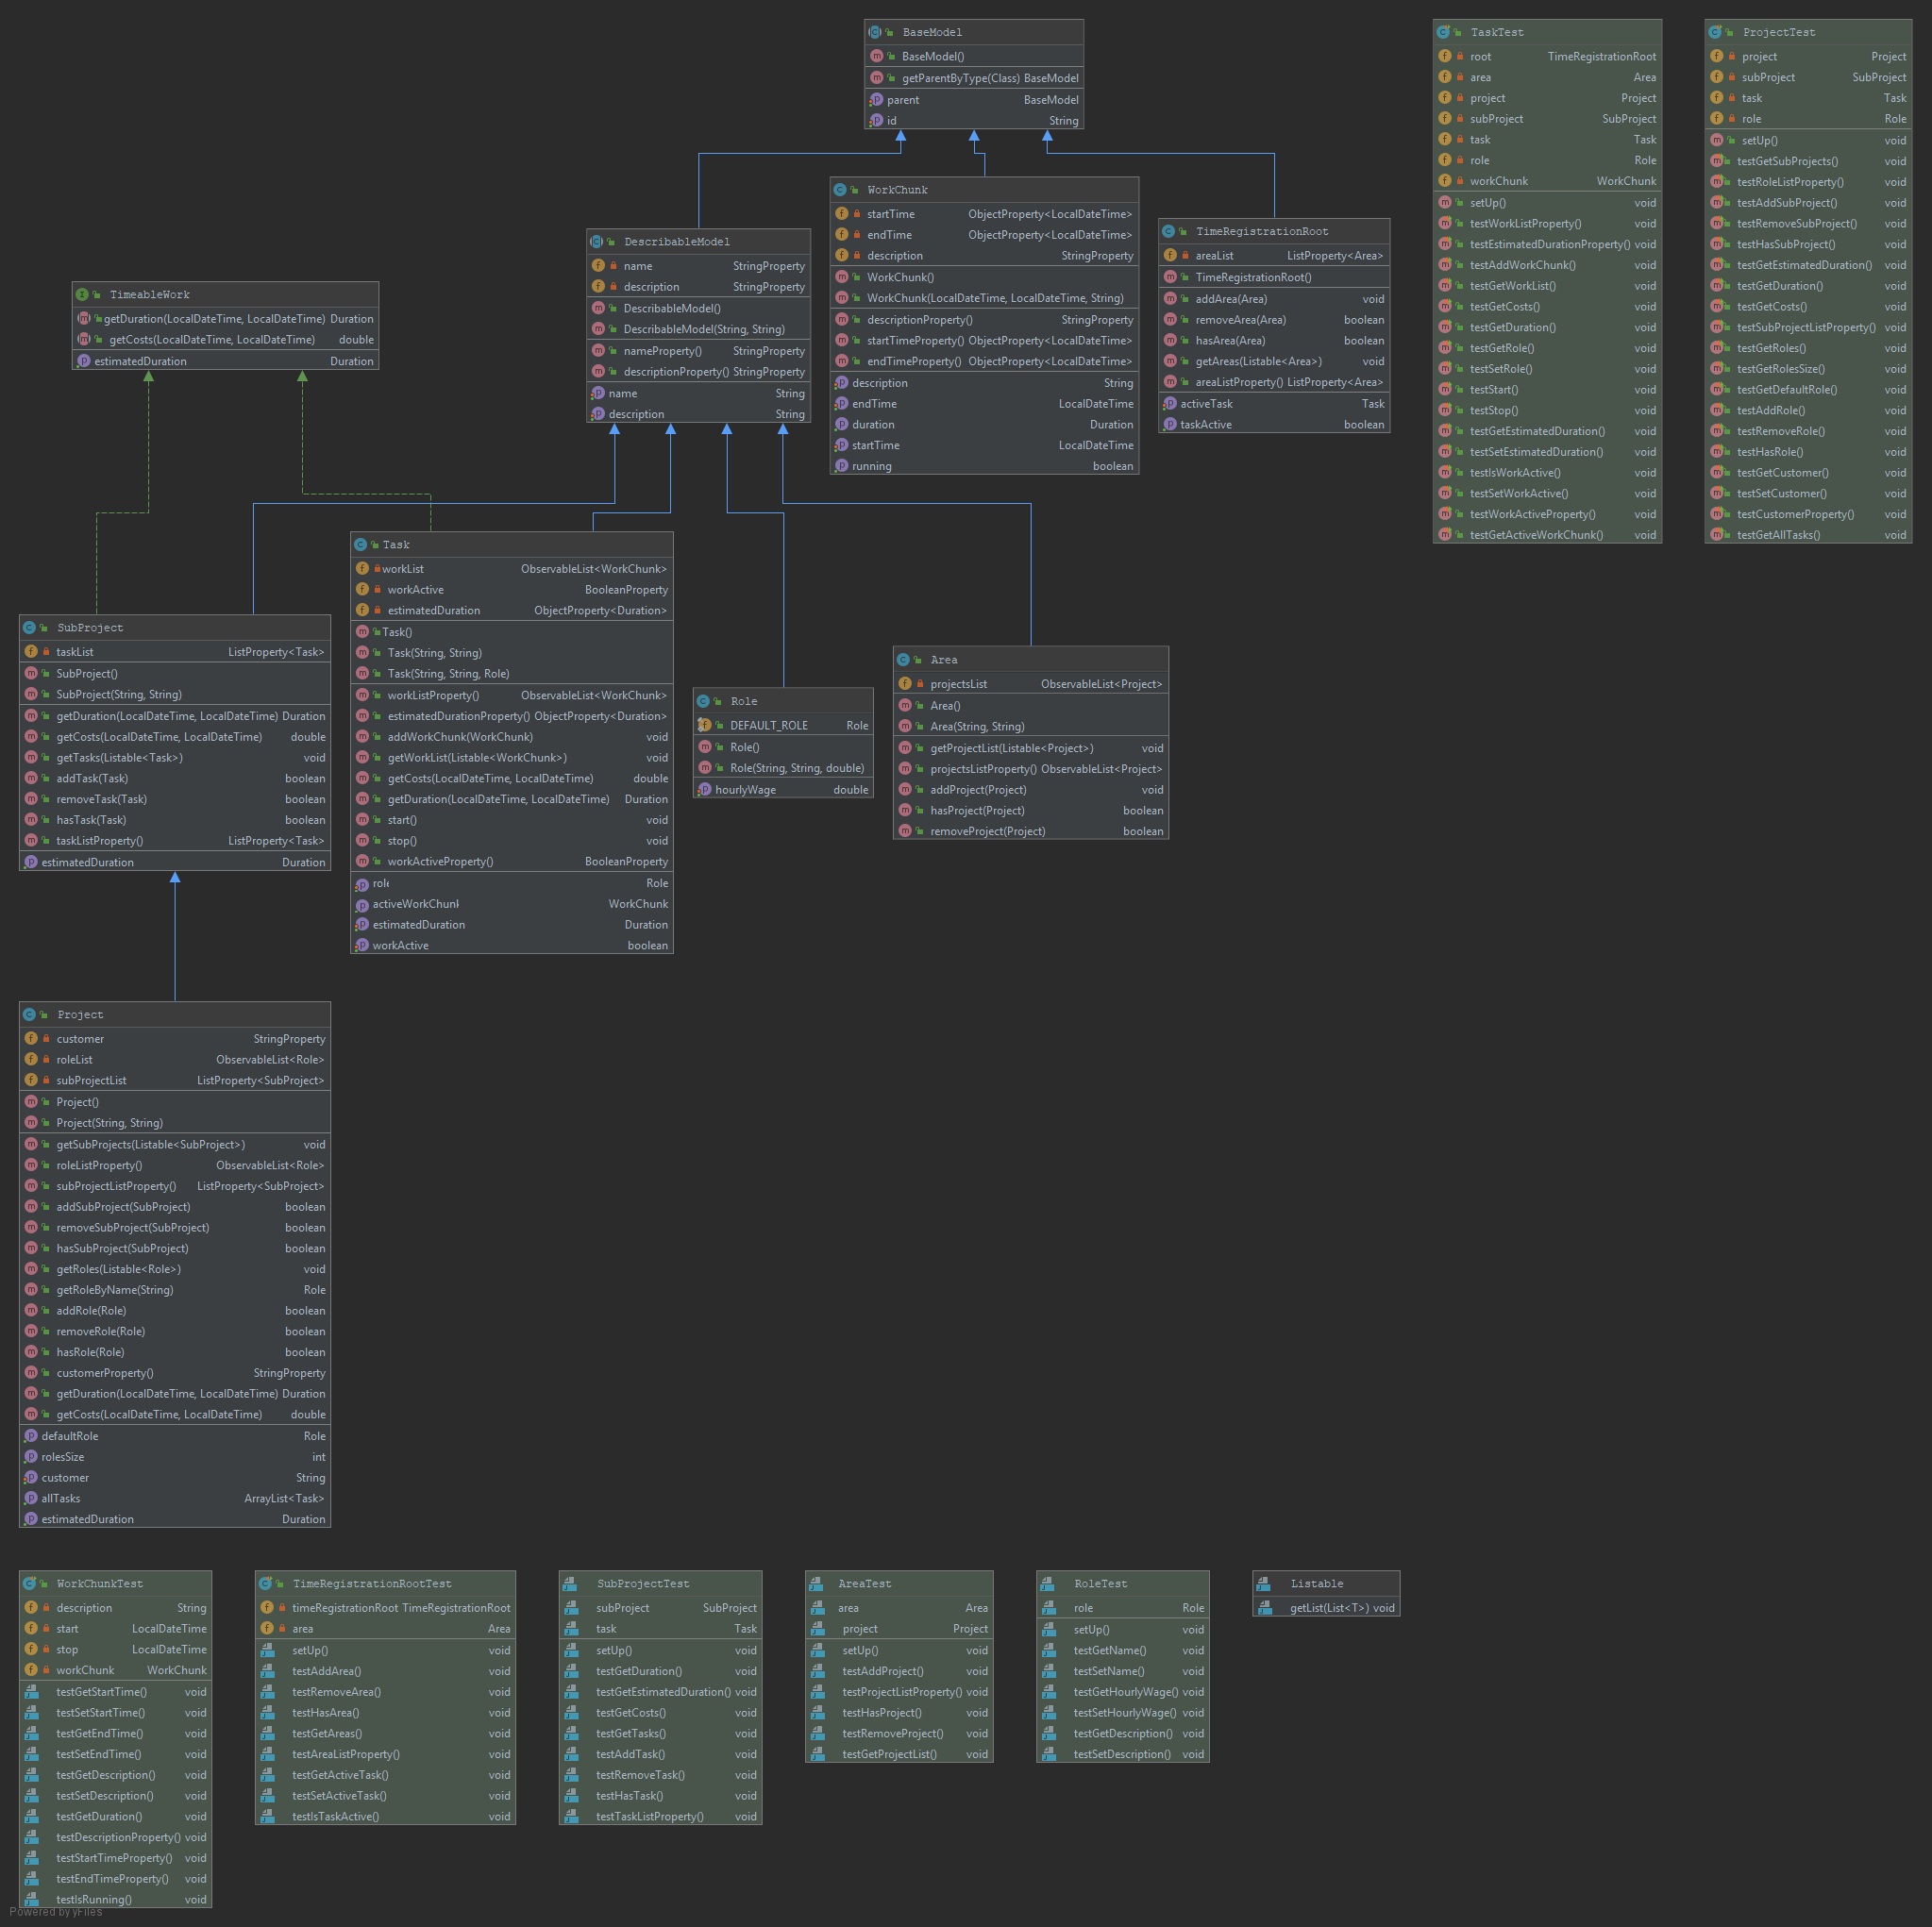 BaseModel
BaseModel()
getParentByType(Class) BaseModel
parent BaseModel
id String
TaskTest
root TimeRegistrationRoot
area Area
project Project
subProject SubProject
task Task
role Role
workChunk WorkChunk
setUp() void
testWorkListProperty() void
testEstimatedDurationProperty() void
testAddWorkChunk() void
testGetWorkList() void
testGetCosts() void
testGetDuration() void
testGetRole() void
testSetRole() void
testStart() void
testStop() void
testGetEstimatedDuration() void
testSetEstimatedDuration() void
testIsWorkActive() void
testSetWorkActive() void
testWorkActiveProperty() void
testGetActiveWorkChunk() void
ProjectTest
project Project
subProject SubProject
task Task
role Role
setUp() void
testGetSubProjects() void
testRoleListProperty() void
testAddSubProject() void
testRemoveSubProject() void
testHasSubProject() void
testGetEstimatedDuration() void
testGetDuration() void
testGetCosts() void
testSubProjectListProperty() void
testGetRoles() void
testGetRolesSize() void
testGetDefaultRole() void
testAddRole() void
testRemoveRole() void
testHasRole() void
testGetCustomer() void
testSetCustomer() void
testCustomerProperty() void
testGetAllTasks() void
WorkChunk
startTime ObjectProperty<LocalDateTime>
endTime ObjectProperty<LocalDateTime>
description StringProperty
WorkChunk()
WorkChunk(LocalDateTime, LocalDateTime, String)
descriptionProperty() StringProperty
startTimeProperty() ObjectProperty<LocalDateTime>
endTimeProperty() ObjectProperty<LocalDateTime>
description String
endTime LocalDateTime
duration Duration
startTime LocalDateTime
running boolean
TimeRegistrationRoot
areaList ListProperty<Area>
TimeRegistrationRoot()
addArea(Area) void
removeArea(Area) boolean
hasArea(Area) boolean
getAreas(Listable<Area>) void
areaListProperty() ListProperty<Area>
activeTask Task
taskActive boolean
DescribableModel
name StringProperty
description StringProperty
DescribableModel()
DescribableModel(String, String)
nameProperty() StringProperty
descriptionProperty() StringProperty
name String
description String
TimeableWork
getDuration(LocalDateTime, LocalDateTime) Duration
getCosts(LocalDateTime, LocalDateTime) double
estimatedDuration Duration
Task
workList ObservableList<WorkChunk>
workActive BooleanProperty
estimatedDuration ObjectProperty<Duration>
Task()
Task(String, String)
Task(String, String, Role)
workListProperty() ObservableList<WorkChunk>
estimatedDurationProperty() ObjectProperty<Duration>
addWorkChunk(WorkChunk) void
getWorkList(Listable<WorkChunk>) void
getCosts(LocalDateTime, LocalDateTime) double
getDuration(LocalDateTime, LocalDateTime) Duration
start() void
stop() void
workActiveProperty() BooleanProperty
role Role
activeWorkChunk WorkChunk
estimatedDuration Duration
workActive boolean
SubProject
taskList ListProperty<Task>
SubProject()
SubProject(String, String)
getDuration(LocalDateTime, LocalDateTime) Duration
getCosts(LocalDateTime, LocalDateTime) double
getTasks(Listable<Task>) void
addTask(Task) boolean
removeTask(Task) boolean
hasTask(Task) boolean
taskListProperty() ListProperty<Task>
estimatedDuration Duration
Role
DEFAULT_ROLE Role
Role()
Role(String, String, double)
hourlyWage double
Area
projectsList ObservableList<Project>
Area()
Area(String, String)
getProjectList(Listable<Project>) void
projectsListProperty() ObservableList<Project>
addProject(Project) void
hasProject(Project) boolean
removeProject(Project) boolean
Project
customer StringProperty
roleList ObservableList<Role>
subProjectList ListProperty<SubProject>
Project()
Project(String, String)
getSubProjects(Listable<SubProject>) void
roleListProperty() ObservableList<Role>
subProjectListProperty() ListProperty<SubProject>
addSubProject(SubProject) boolean
removeSubProject(SubProject) boolean
hasSubProject(SubProject) boolean
getRoles(Listable<Role>) void
getRoleByName(String) Role
addRole(Role) boolean
removeRole(Role) boolean
hasRole(Role) boolean
customerProperty() StringProperty
getDuration(LocalDateTime, LocalDateTime) Duration
getCosts(LocalDateTime, LocalDateTime) double
defaultRole Role
rolesSize int
customer String
allTasks ArrayList<Task>
estimatedDuration Duration
WorkChunkTest
description String
start LocalDateTime
stop LocalDateTime
workChunk WorkChunk
testGetStartTime() void
testSetStartTime() void
testGetEndTime() void
testSetEndTime() void
testGetDescription() void
testSetDescription() void
testGetDuration() void
testDescriptionProperty() void
testStartTimeProperty() void
testEndTimeProperty() void
testIsRunning() void
TimeRegistrationRootTest
timeRegistrationRoot TimeRegistrationRoot
area Area
setUp() void
testAddArea() void
testRemoveArea() void
testHasArea() void
testGetAreas() void
testAreaListProperty() void
testGetActiveTask() void
testSetActiveTask() void
testIsTaskActive() void
SubProjectTest
subProject SubProject
task Task
setUp() void
testGetDuration() void
testGetEstimatedDuration() void
testGetCosts() void
testGetTasks() void
testAddTask() void
testRemoveTask() void
testHasTask() void
testTaskListProperty() void
AreaTest
area Area
project Project
setUp() void
testAddProject() void
testProjectListProperty() void
testHasProject() void
testRemoveProject() void
testGetProjectList() void
RoleTest
role Role
setUp() void
testGetName() void
testSetName() void
testGetHourlyWage() void
testSetHourlyWage() void
testGetDescription() void
testSetDescription() void
Listable
getList(List<T>) void
Powered by yFiles